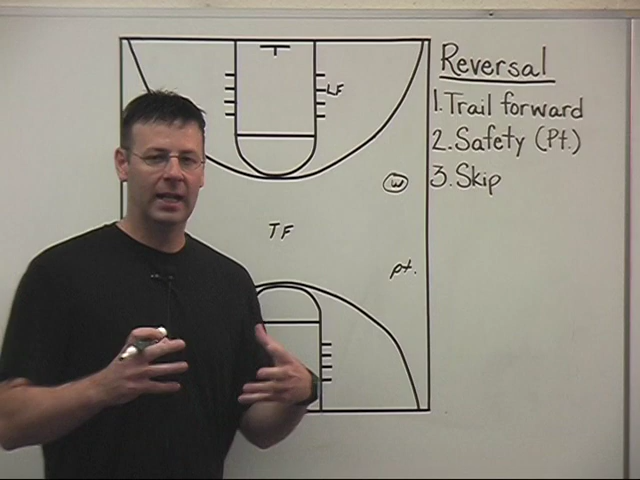 Reversal
1. Trail forward
2. Safety (Pt.)
3. Skip
LF
W
TF
pt.